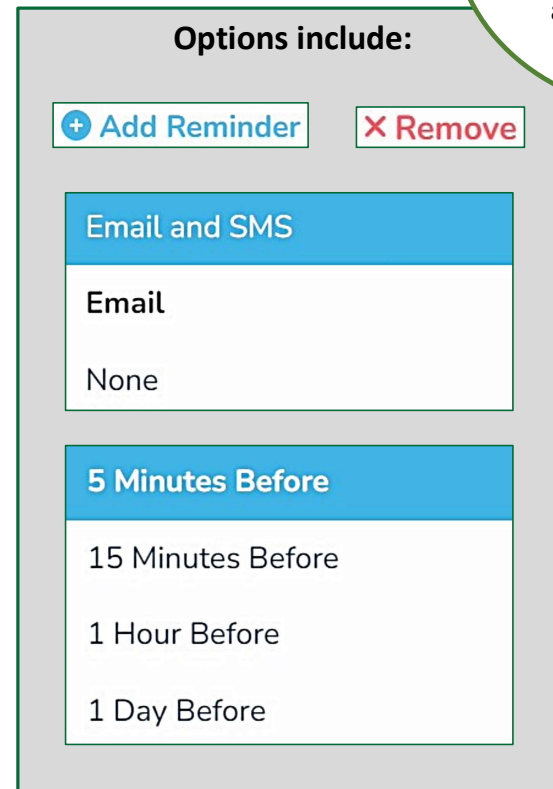 Options include:
Add Reminder
Remove
Email and SMS
Email
None
5 Minutes Before
15 Minutes Before
1 Hour Before
1 Day Before